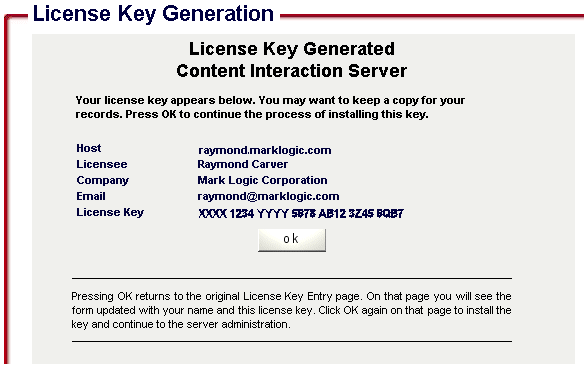 License Key Generation
License Key Generated
Content Interaction Server
Your license key appears below. You may want to keep a copy for your
records. Press OK to continue the process of installing this key.
Host raymond.marklogic.com
Licensee Raymond Carver
Company Mark Logic Corporation
Email raymond@marklogic.com
License Key XXXX 1234 YYYY 5678 AB12
ok
Pressing OK returns to the original License Key Entry page. On that page you will see the
form updated with your name and this license key. Click OK again on that page to install the
key and continue to the server administration.